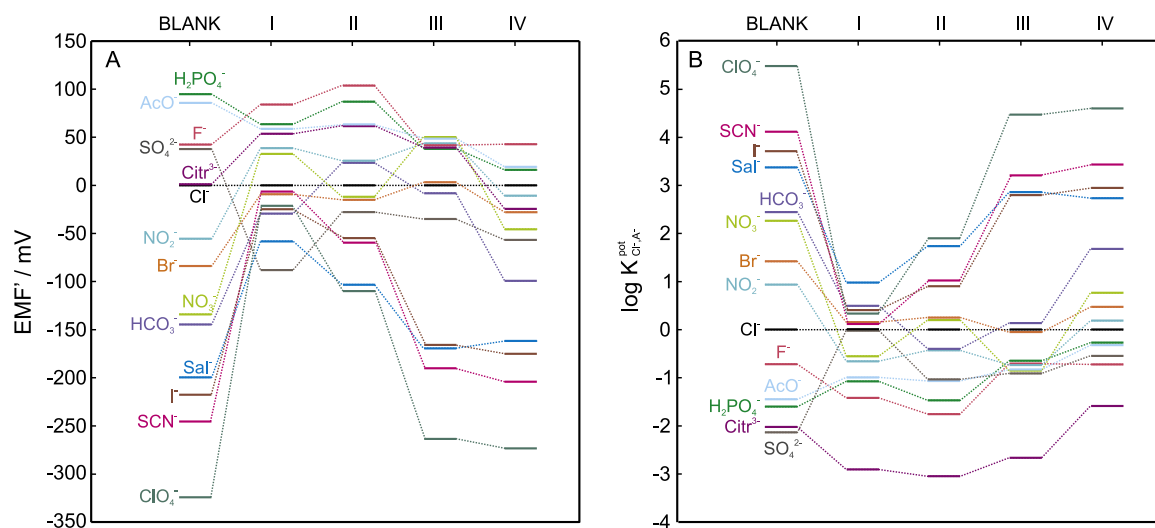 BLANK I II III IV
A
EMF' / mV
150
100
50
0
-50
-100
-150
-200
-250
-300
-350
H₂PO₄⁻
AcO⁻
F⁻
SO₄²⁻
Citr³⁻
Cl⁻
NO₂⁻
Br⁻
NO₃⁻
HCO₃⁻
Sal⁻
I⁻
SCN⁻
ClO₄⁻
BLANK I II III IV
B
log K^pot_Cl⁻,A⁻
6
5
4
3
2
1
0
-1
-2
-3
-4
ClO₄⁻
SCN⁻
I⁻
Sal⁻
HCO₃⁻
NO₃⁻
Br⁻
NO₂⁻
Cl⁻
F⁻
AcO⁻
H₂PO₄⁻
Citr³⁻
SO₄²⁻